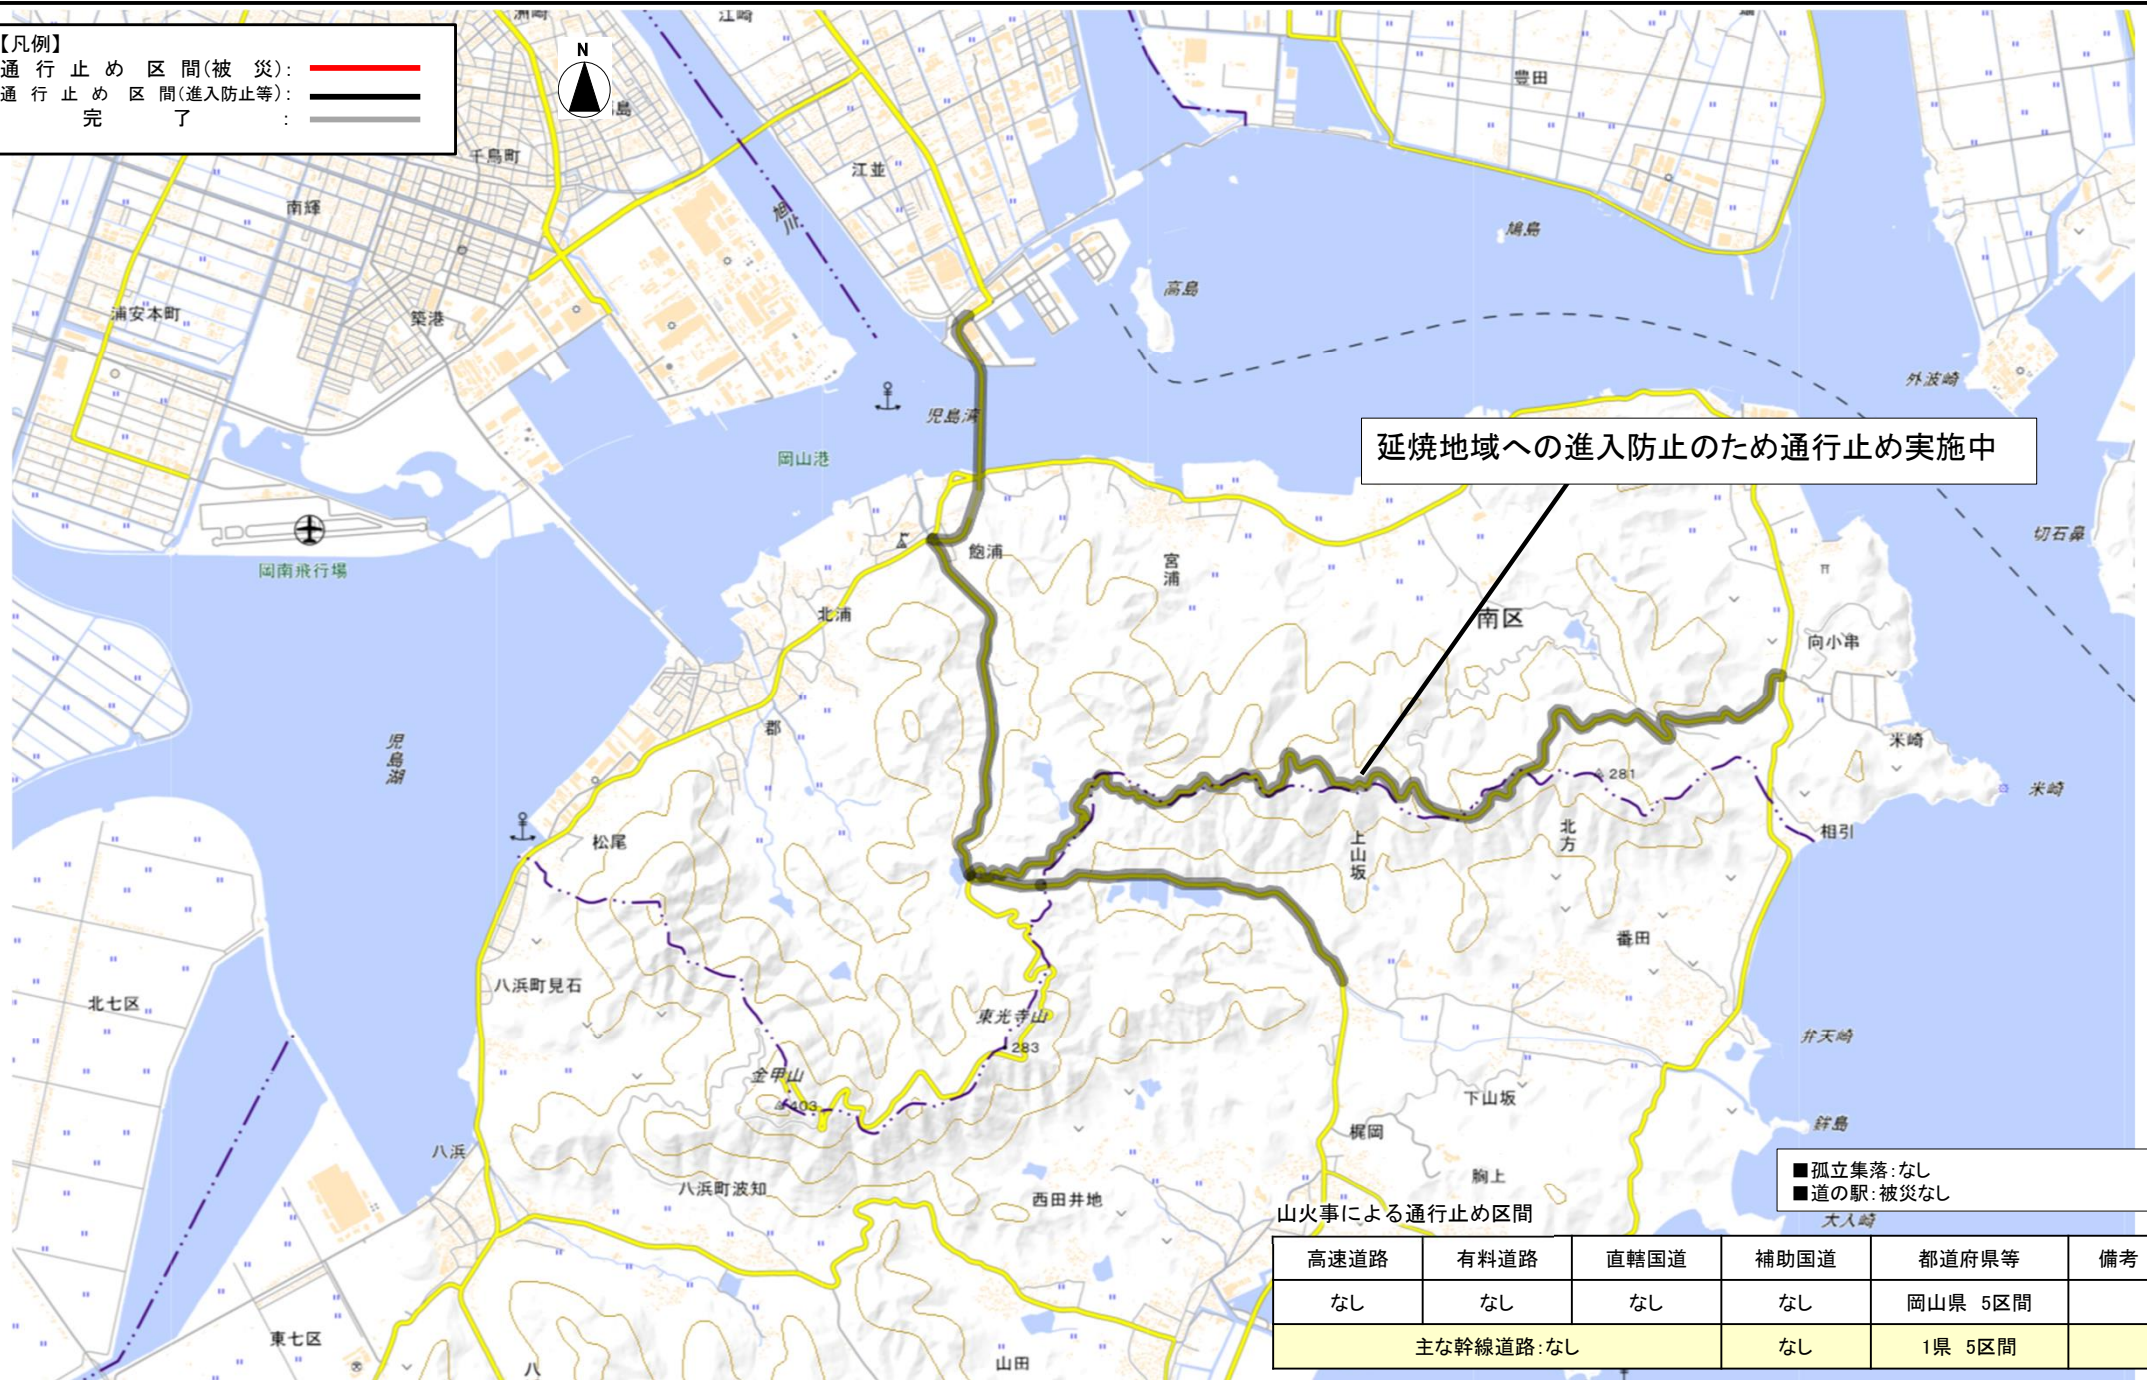 【凡例】
通行止め区間(被災):
通行止め区間(進入防止等):
完了:
N
洲崎
江崎
豊田
千鳥町
江並
南輝
旭川
鳩島
高島
浦安本町
築港
外波崎
児島湾
延焼地域への進入防止のため通行止め実施中
岡山港
切石鼻
飽浦
宮浦
岡南飛行場
北浦
南区
向小串
郡
児島湖
米崎
281
米崎
松尾
上山坂
北方
相引
番田
八浜町見石
北七区
東光寺山
283
弁天崎
金甲山
403
下山坂
鉾島
梶岡
八浜
胸上
八浜町波知
西田井地
■孤立集落:なし
■道の駅:被災なし
大入崎
山火事による通行止め区間
高速道路 有料道路 直轄国道 補助国道 都道府県等 備考
なし なし なし なし 岡山県 5区間
主な幹線道路:なし なし 1県 5区間
東七区
山田
八